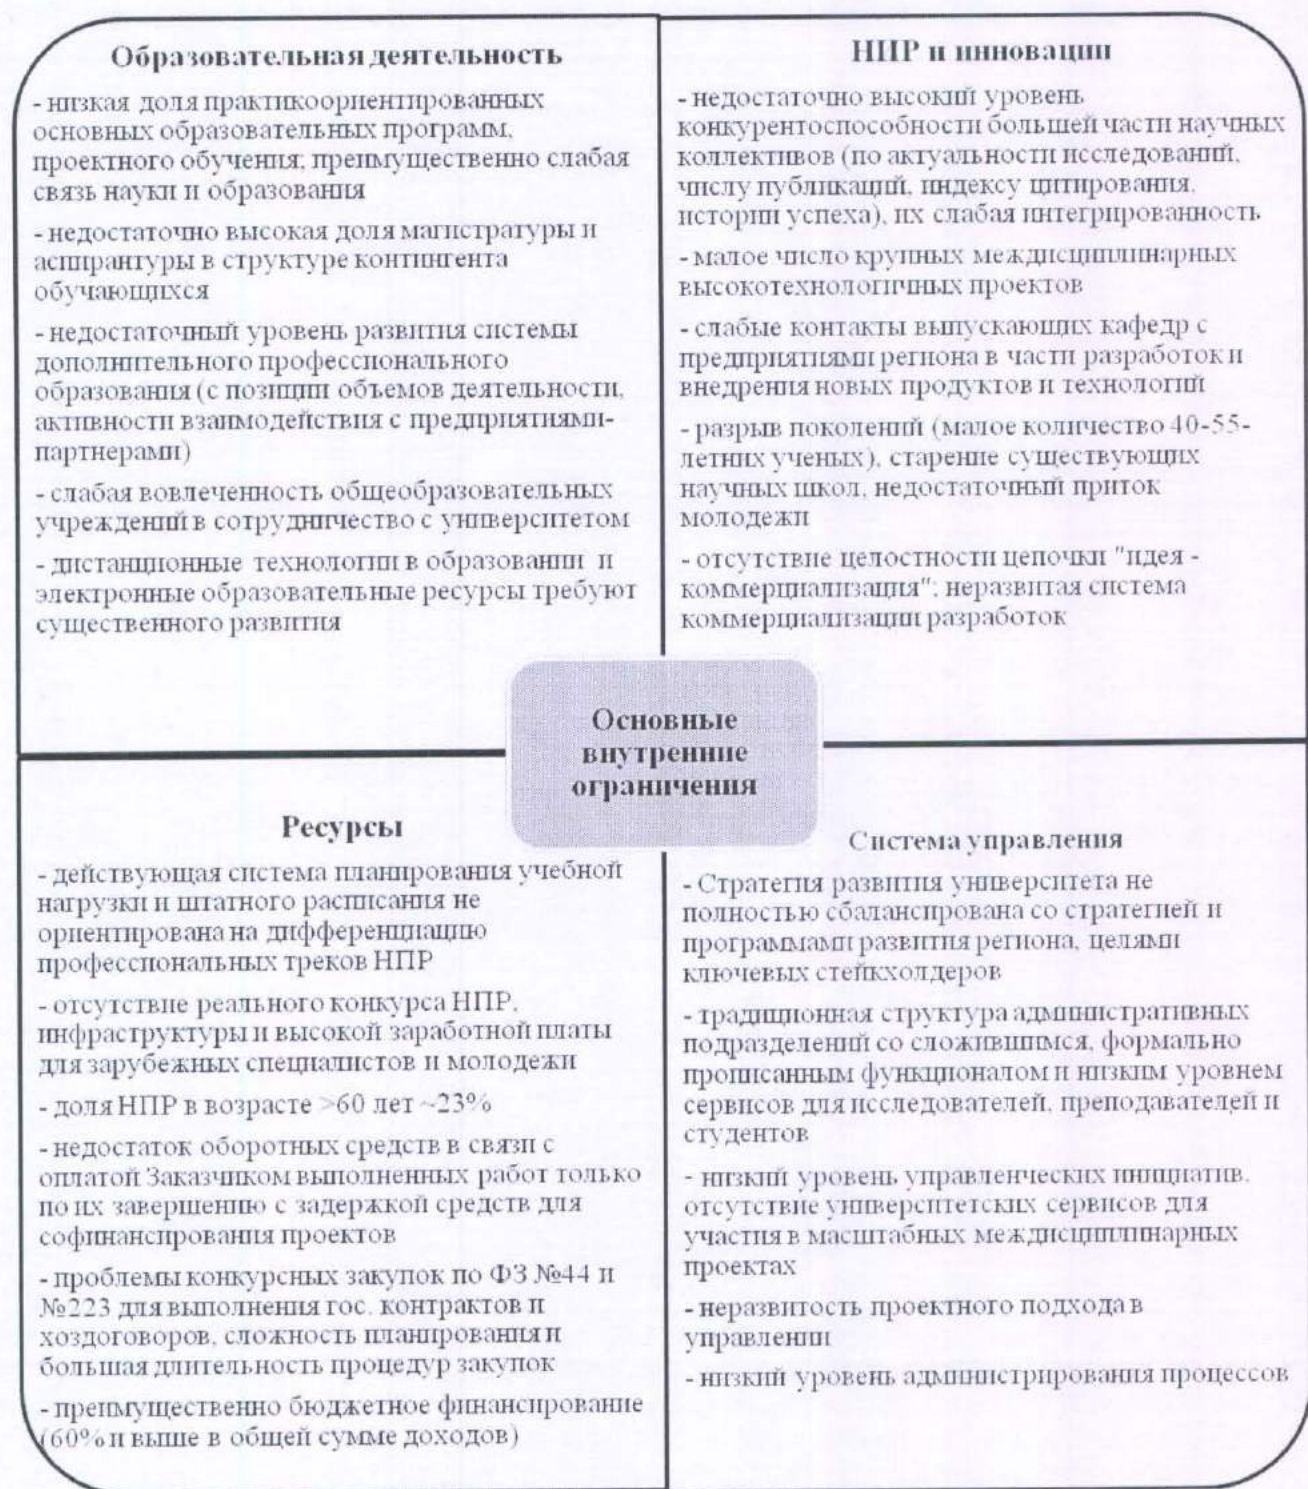 Образовательная деятельность
- низкая доля практикоориентированных
основных образовательных программ,
проектного обучения; преимущественно слабая
связь науки и образования
- недостаточно высокая доля магистратуры и
аспирантуры в структуре контингента
обучающихся
- недостаточный уровень развития системы
дополнительного профессионального
образования (с позиции объемов деятельности,
активности взаимодействия с предприятиями-
партнерами)
- слабая вовлеченность общеобразовательных
учреждений в сотрудничество с университетом
- дистанционные технологии в образовании и
электронные образовательные ресурсы требуют
существенного развития
НИР и инновации
- недостаточно высокий уровень
конкурентоспособности большей части научных
коллективов (по актуальности исследований,
числу публикаций, индексу цитирования,
истории успеха), их слабая интегрированность
- малое число крупных междисциплинарных
высокотехнологичных проектов
- слабые контакты выпускающих кафедр с
предприятиями региона в части разработок и
внедрения новых продуктов и технологий
- разрыв поколений (малое количество 40-55-
летних ученых), старение существующих
научных школ, недостаточный приток
молодежи
- отсутствие целостности цепочки "идея -
коммерциализация"; неразвитая система
коммерциализации разработок
Основные
внутренние
ограничения
Ресурсы
- действующая система планирования учебной
нагрузки и штатного расписания не
ориентирована на дифференциацию
профессиональных треков НПР
- отсутствие реального конкурса НПР,
инфраструктуры и высокой заработной платы
для зарубежных специалистов и молодежи
- доля НПР в возрасте >60 лет ~23%
- недостаток оборотных средств в связи с
оплатой Заказчиком выполненных работ только
по их завершению с задержкой средств для
софинансирования проектов
- проблемы конкурсных закупок по ФЗ №44 и
№223 для выполнения гос. контрактов и
хоздоговоров, сложность планирования и
большая длительность процедур закупок
- преимущественно бюджетное финансирование
(60% и выше в общей сумме доходов)
Система управления
- Стратегия развития университета не
полностью сбалансирована со стратегией и
программами развития региона, целями
ключевых стейкхолдеров
- традиционная структура административных
подразделений со сложившимся, формально
прописанным функционалом и низким уровнем
сервисов для исследователей, преподавателей и
студентов
- низкий уровень управленческих инициатив,
отсутствие университетских сервисов для
участия в масштабных междисциплинарных
проектах
- неразвитость проектного подхода в
управлении
- низкий уровень администрирования процессов